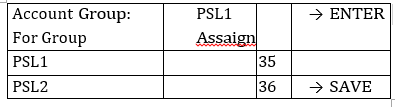 Account Group: PSL1 → ENTER
For Group Assaign
PSL1 35
PSL2 36 → SAVE